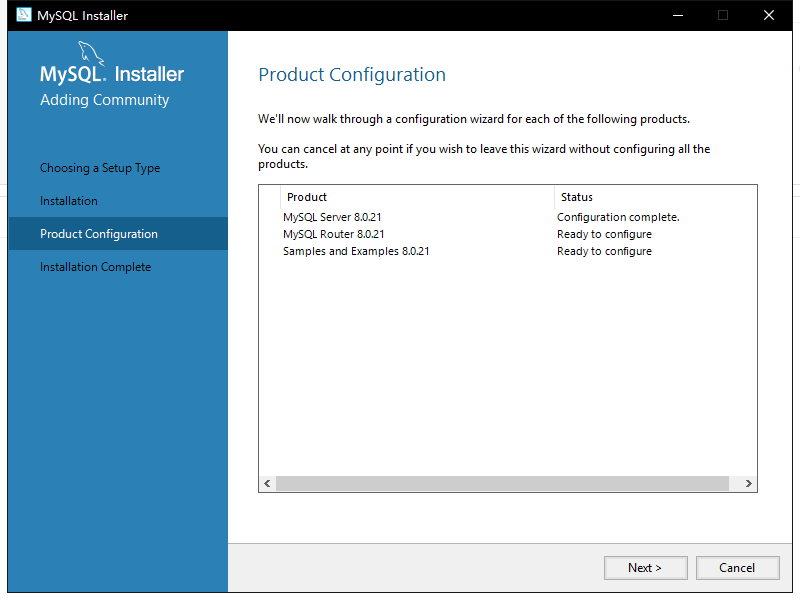 MySQL Installer
MySQL. Installer
Adding Community
Choosing a Setup Type
Installation
Product Configuration
Installation Complete
Product Configuration
We'll now walk through a configuration wizard for each of the following products.
You can cancel at any point if you wish to leave this wizard without configuring all the
products.
Product Status
MySQL Server 8.0.21 Configuration complete.
MySQL Router 8.0.21 Ready to configure
Samples and Examples 8.0.21 Ready to configure
Next > Cancel